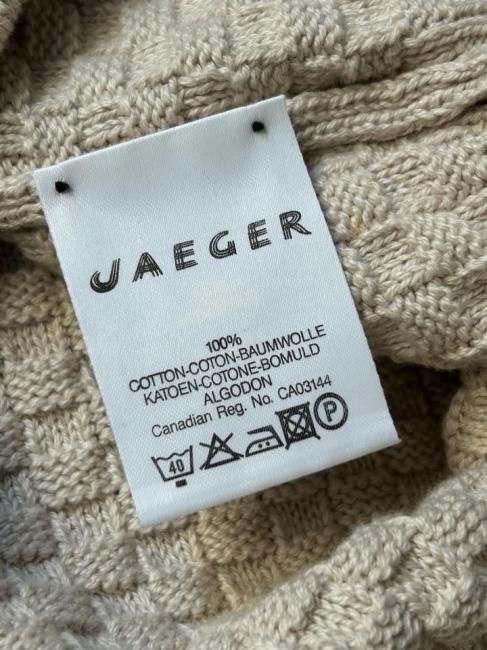 JAEGER
100%
COTTON-COTON-BAUMWOLLE
KATOEN-COTONE-BOMULD
ALGODON
Canadian Reg. No. CA03144
40 P